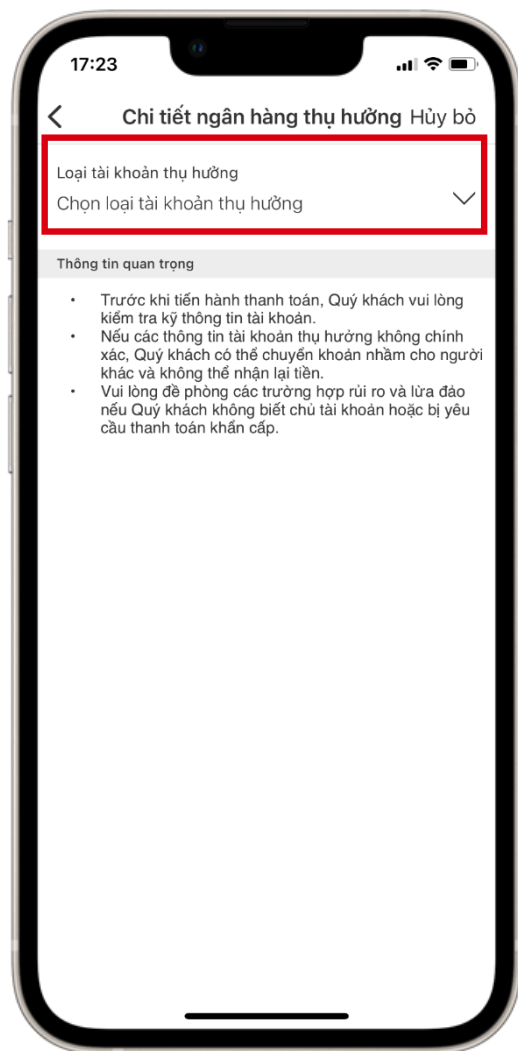 17:23
Chi tiết ngân hàng thụ hưởng Hủy bỏ
Loại tài khoản thụ hưởng
Chọn loại tài khoản thụ hưởng
Thông tin quan trọng
• Trước khi tiến hành thanh toán, Quý khách vui lòng
kiểm tra kỹ thông tin tài khoản.
• Nếu các thông tin tài khoản thụ hưởng không chính
xác, Quý khách có thể chuyển khoản nhầm cho người
khác và không thể nhận lại tiền.
• Vui lòng đề phòng các trường hợp rủi ro và lừa đảo
nếu Quý khách không biết chủ tài khoản hoặc bị yêu
cầu thanh toán khẩn cấp.